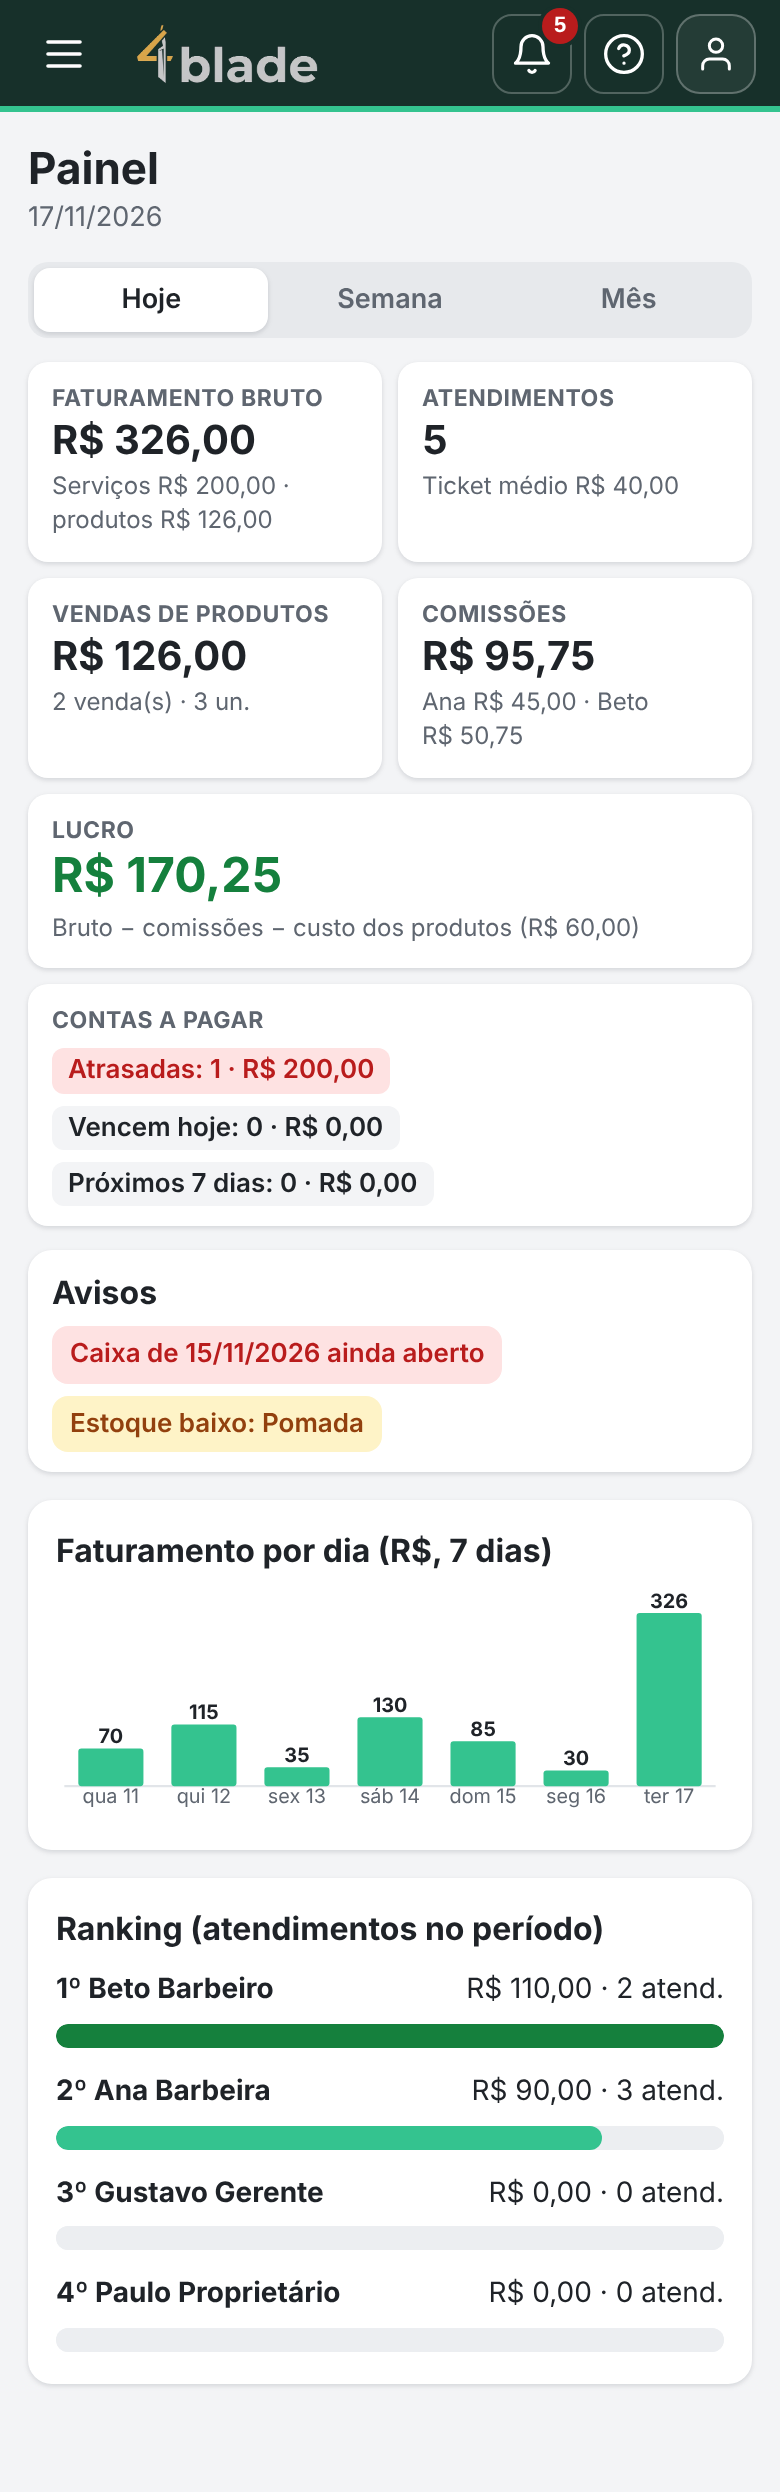 5
4blade
Painel
17/11/2026
Hoje Semana Mês
FATURAMENTO BRUTO
R$ 326,00
Serviços R$ 200,00 ·
produtos R$ 126,00
ATENDIMENTOS
5
Ticket médio R$ 40,00
VENDAS DE PRODUTOS
R$ 126,00
2 venda(s) · 3 un.
COMISSÕES
R$ 95,75
Ana R$ 45,00 · Beto
R$ 50,75
LUCRO
R$ 170,25
Bruto − comissões − custo dos produtos (R$ 60,00)
CONTAS A PAGAR
Atrasadas: 1 · R$ 200,00
Vencem hoje: 0 · R$ 0,00
Próximos 7 dias: 0 · R$ 0,00
Avisos
Caixa de 15/11/2026 ainda aberto
Estoque baixo: Pomada
Faturamento por dia (R$, 7 dias)
70 115 35 130 85 30 326
qua 11 qui 12 sex 13 sáb 14 dom 15 seg 16 ter 17
Ranking (atendimentos no período)
1º Beto Barbeiro R$ 110,00 · 2 atend.
2º Ana Barbeira R$ 90,00 · 3 atend.
3º Gustavo Gerente R$ 0,00 · 0 atend.
4º Paulo Proprietário R$ 0,00 · 0 atend.